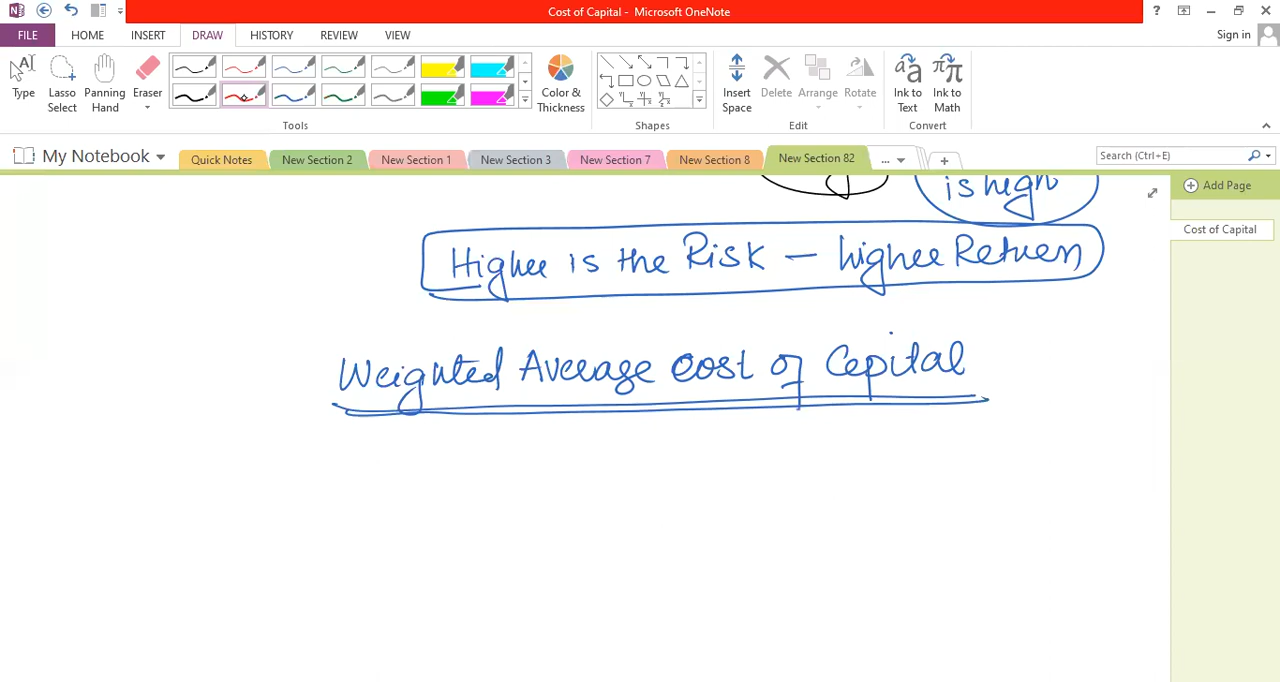 Cost of Capital - Microsoft OneNote
?
FILE HOME INSERT DRAW HISTORY REVIEW VIEW Sign in
Type Lasso Select Panning Hand Eraser Color & Thickness Insert Space Delete Arrange Rotate Ink to Text Ink to Math
Tools Shapes Edit Convert
My Notebook Quick Notes New Section 2 New Section 1 New Section 3 New Section 7 New Section 8 New Section 82 ... Search (Ctrl+E)
Add Page
Cost of Capital
is high
Higher is the Risk - higher Return
Weighted Average Cost of Capital